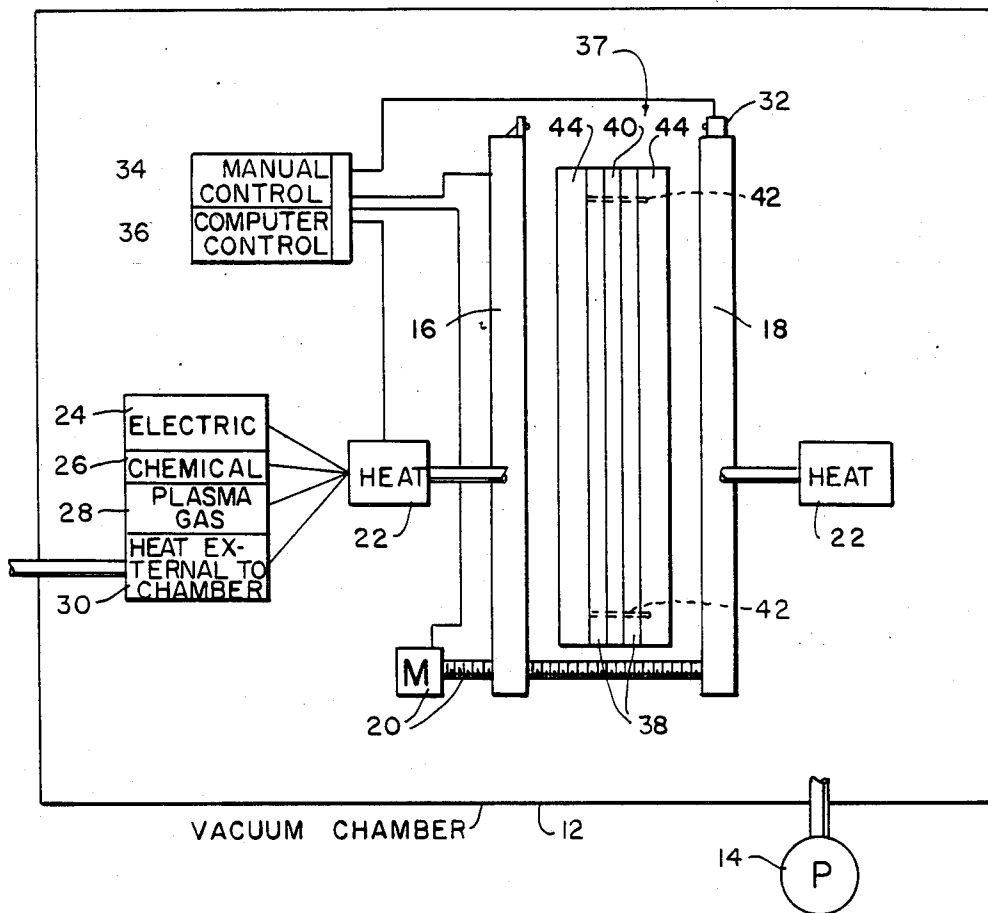 37
32
44 40 44
34
MANUAL
CONTROL
36
COMPUTER
CONTROL
42
16
18
24
ELECTRIC
26
CHEMICAL
28
PLASMA
GAS
HEAT EX-
TERNAL TO
CHAMBER
30
HEAT
22
HEAT
22
42
M
20
38
VACUUM CHAMBER
12
14
P